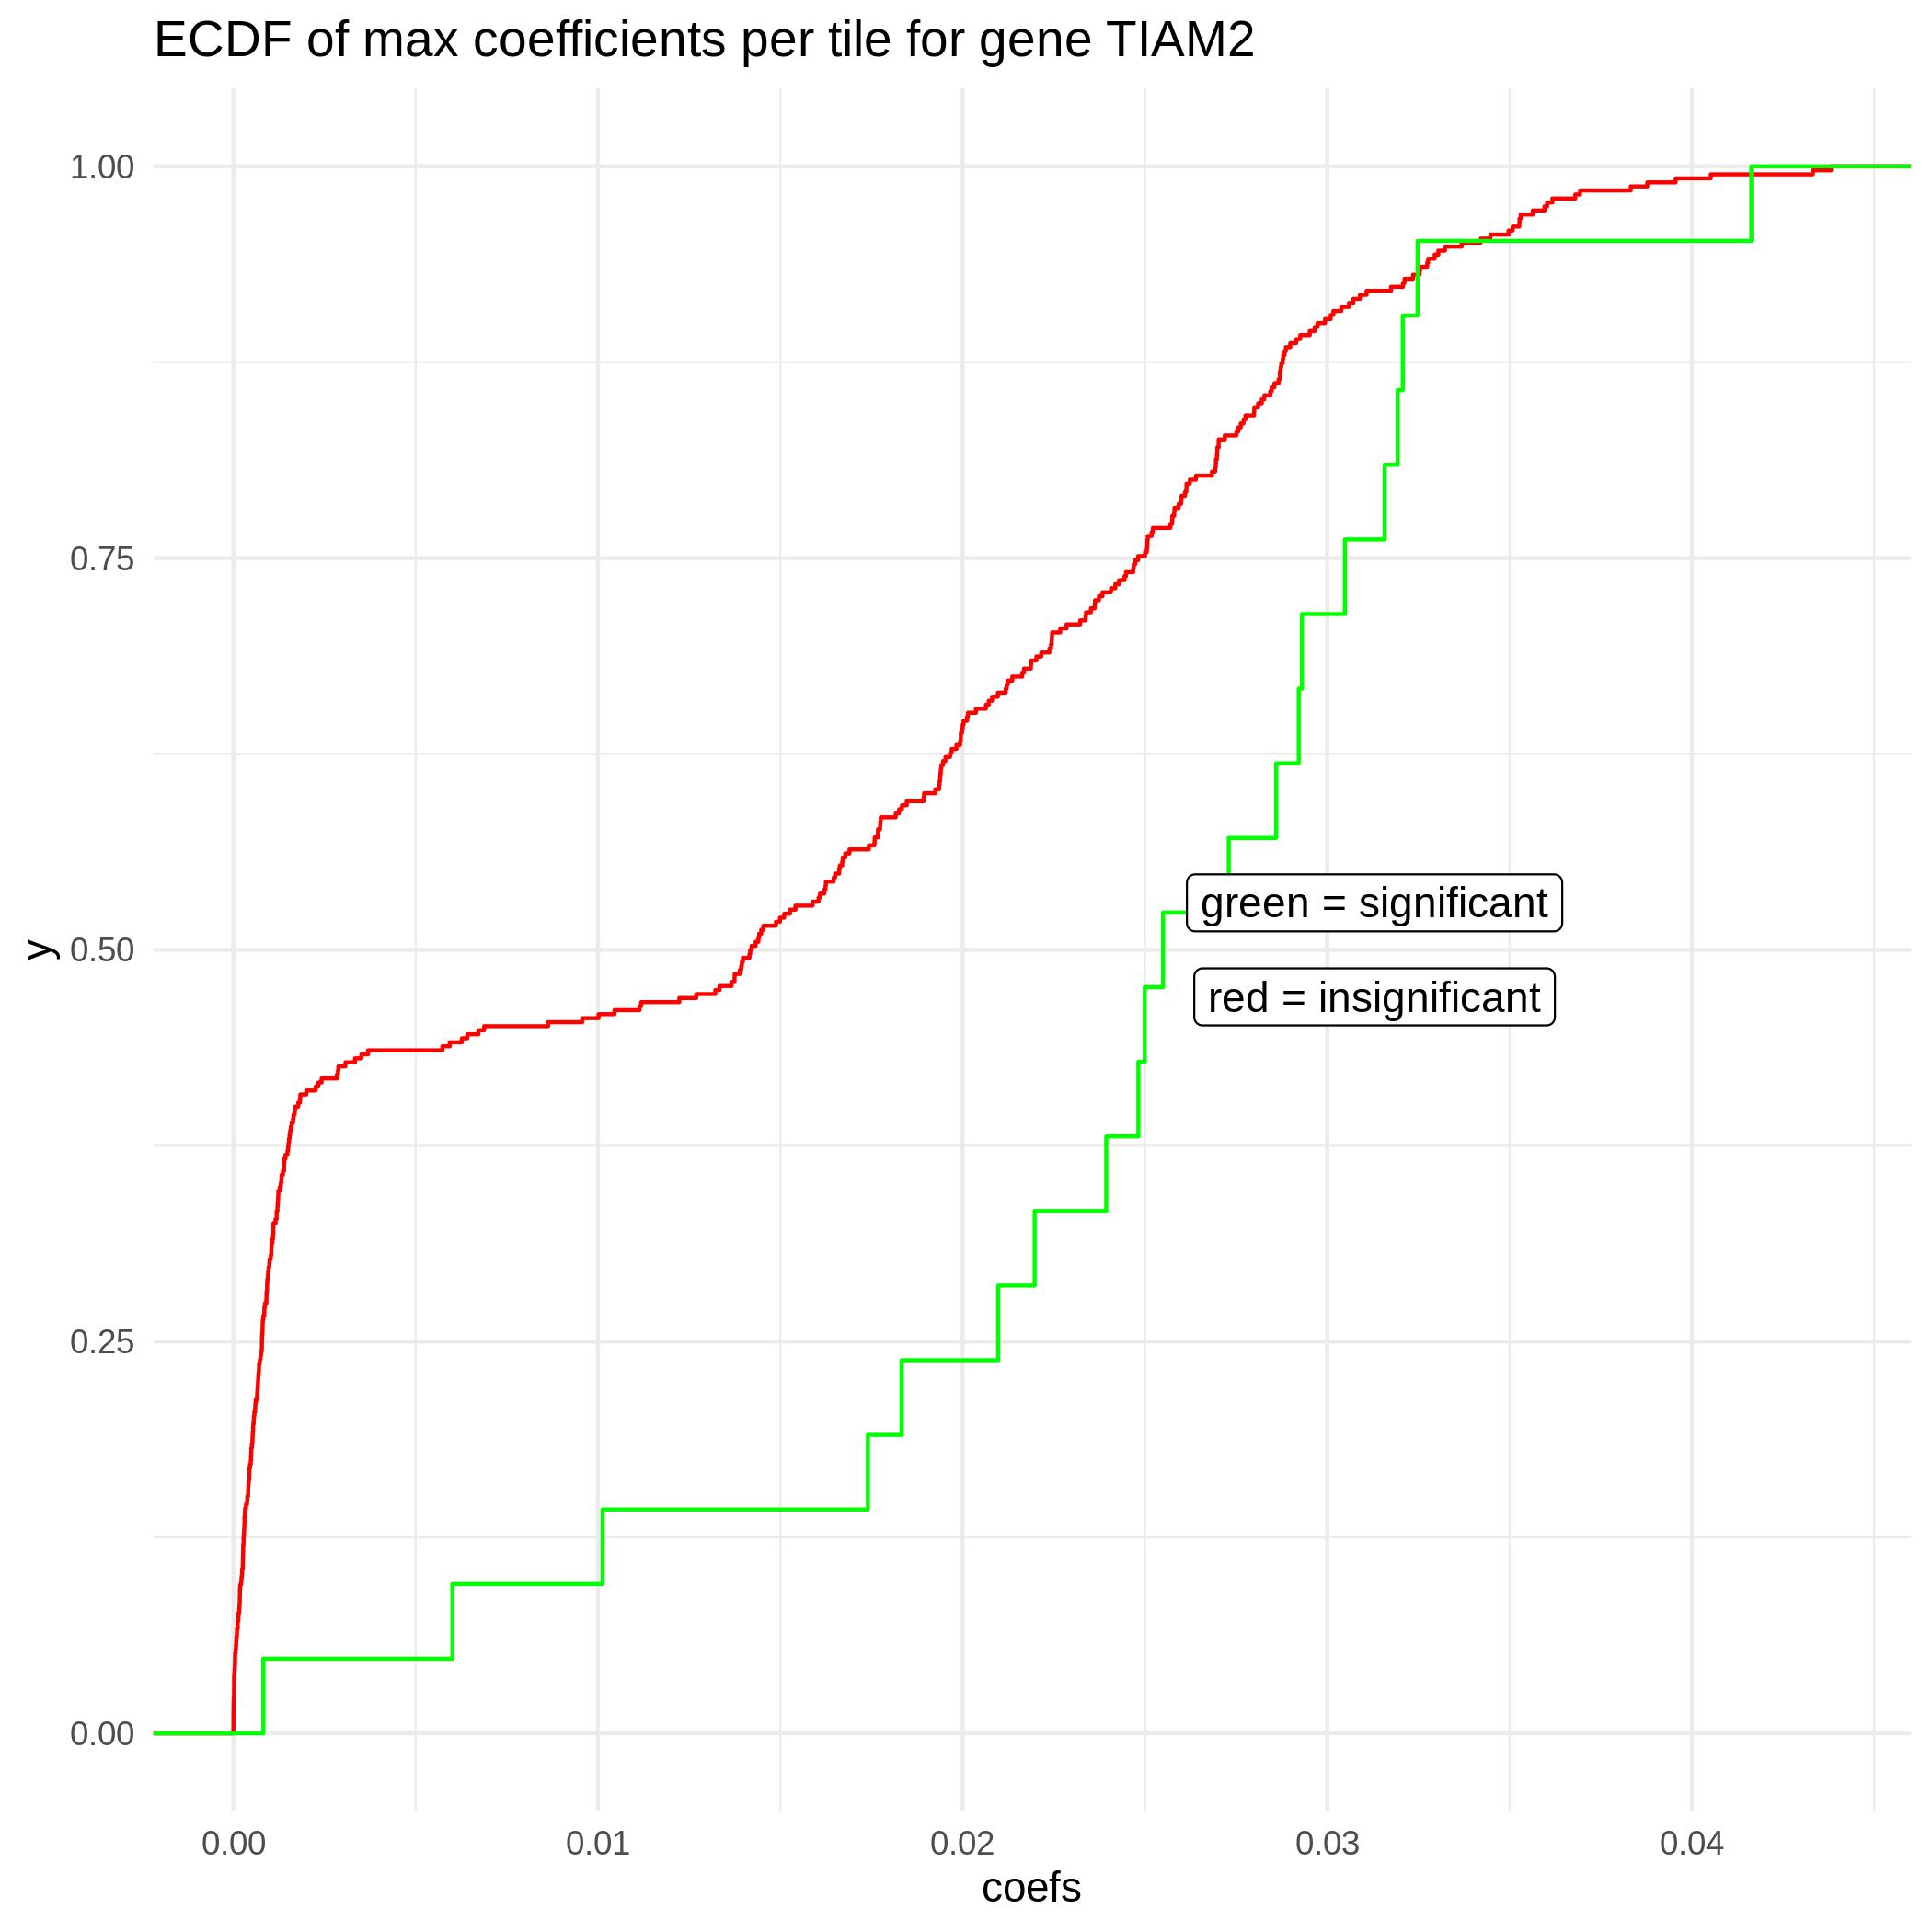 ECDF of max coefficients per tile for gene TIAM2
1.00
0.75
0.50
0.25
0.00
y
green = significant
red = insignificant
0.00 0.01 0.02 0.03 0.04
coefs